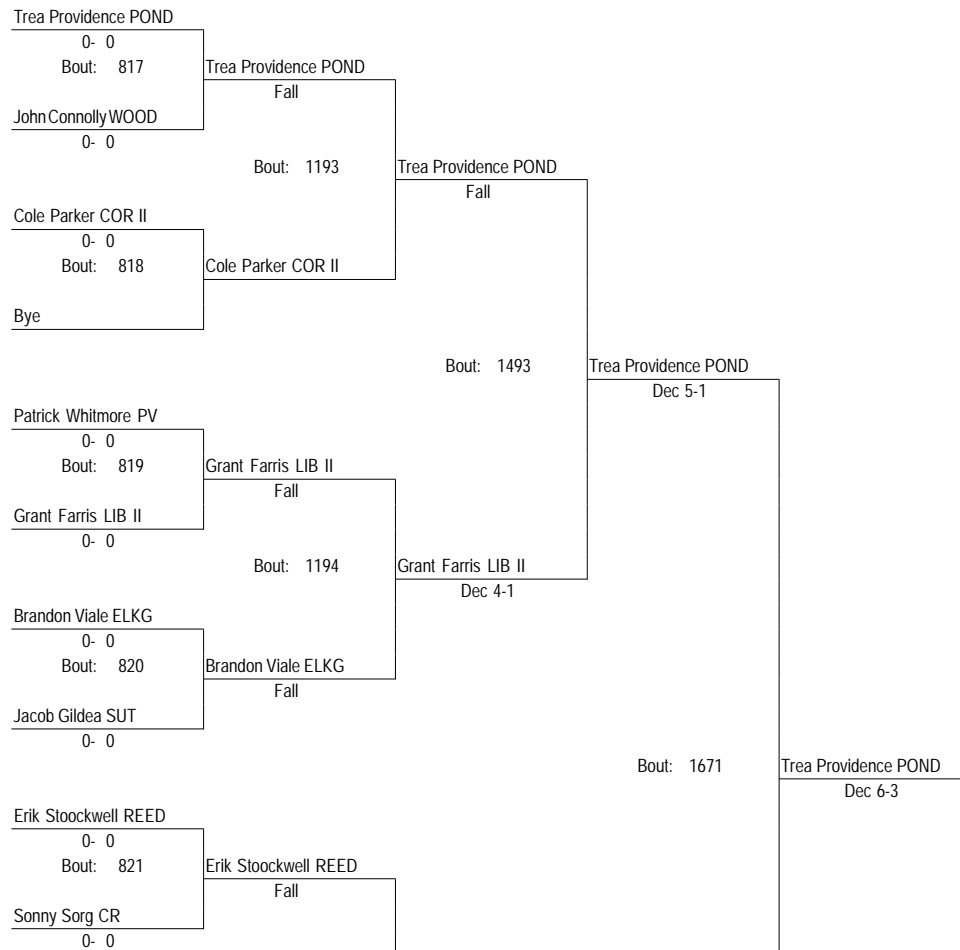 Trea Providence POND
0- 0
Bout: 817
Trea Providence POND
Fall
John Connolly WOOD
0- 0
Bout: 1193
Trea Providence POND
Fall
Cole Parker COR II
0- 0
Bout: 818
Cole Parker COR II
Bye
Bout: 1493
Trea Providence POND
Dec 5-1
Patrick Whitmore PV
0- 0
Bout: 819
Grant Farris LIB II
Fall
Grant Farris LIB II
0- 0
Bout: 1194
Grant Farris LIB II
Dec 4-1
Brandon Viale ELKG
0- 0
Bout: 820
Brandon Viale ELKG
Fall
Jacob Gildea SUT
0- 0
Bout: 1671
Trea Providence POND
Dec 6-3
Erik Stoockwell REED
0- 0
Bout: 821
Erik Stoockwell REED
Fall
Sonny Sorg CR
0- 0